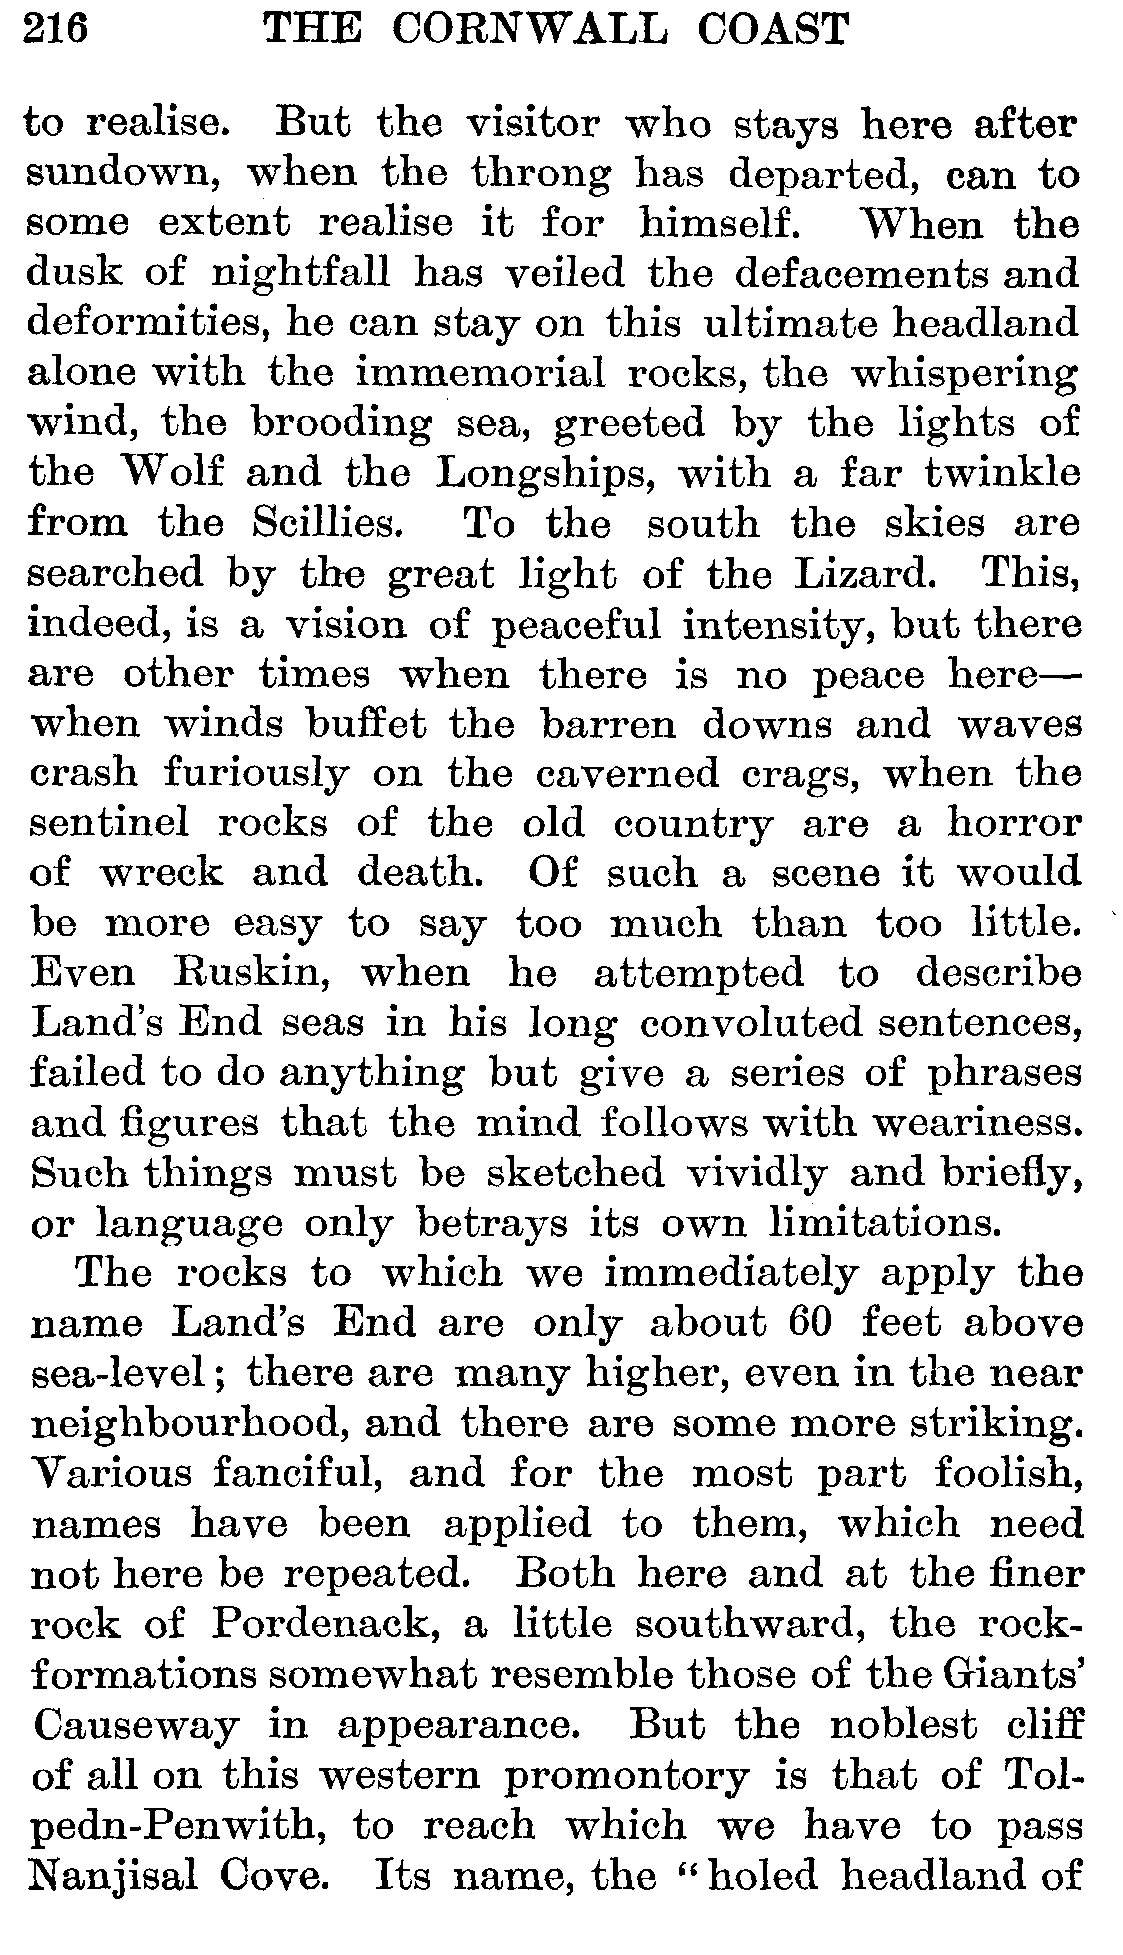 216 THE CORNWALL COAST
to realise. But the visitor who stays here after
sundown, when the throng has departed, can to
some extent realise it for himself. When the
dusk of nightfall has veiled the defacements and
deformities, he can stay on this ultimate headland
alone with the immemorial rocks, the whispering
wind, the brooding sea, greeted by the lights of
the Wolf and the Longships, with a far twinkle
from the Scillies. To the south the skies are
searched by the great light of the Lizard. This,
indeed, is a vision of peaceful intensity, but there
are other times when there is no peace here—
when winds buffet the barren downs and waves
crash furiously on the caverned crags, when the
sentinel rocks of the old country are a horror
of wreck and death. Of such a scene it would
be more easy to say too much than too little.
Even Ruskin, when he attempted to describe
Land's End seas in his long convoluted sentences,
failed to do anything but give a series of phrases
and figures that the mind follows with weariness.
Such things must be sketched vividly and briefly,
or language only betrays its own limitations.
The rocks to which we immediately apply the
name Land's End are only about 60 feet above
sea-level; there are many higher, even in the near
neighbourhood, and there are some more striking.
Various fanciful, and for the most part foolish,
names have been applied to them, which need
not here be repeated. Both here and at the finer
rock of Pordenack, a little southward, the rock-
formations somewhat resemble those of the Giants'
Causeway in appearance. But the noblest cliff
of all on this western promontory is that of Tol-
pedn-Penwith, to reach which we have to pass
Nanjisal Cove. Its name, the "holed headland of